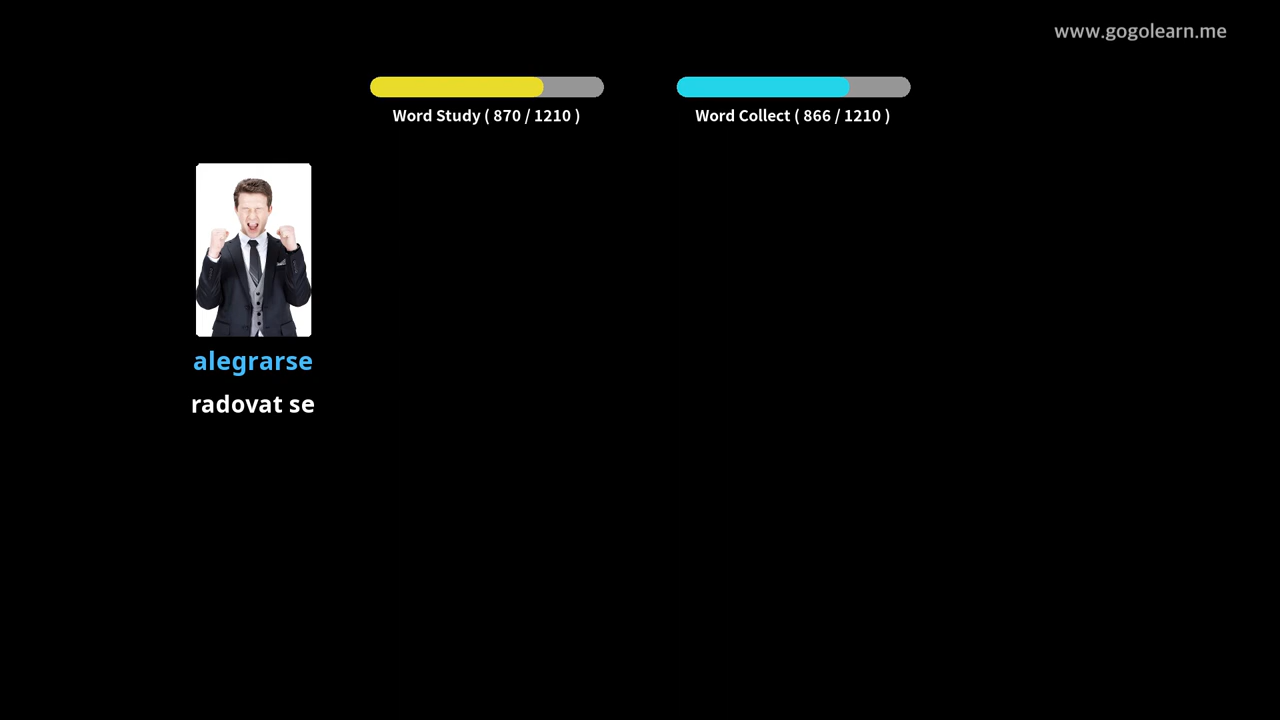 www.gogolearn.me
Word Study ( 870 / 1210 )
Word Collect ( 866 / 1210 )
alegrarse
radovat se